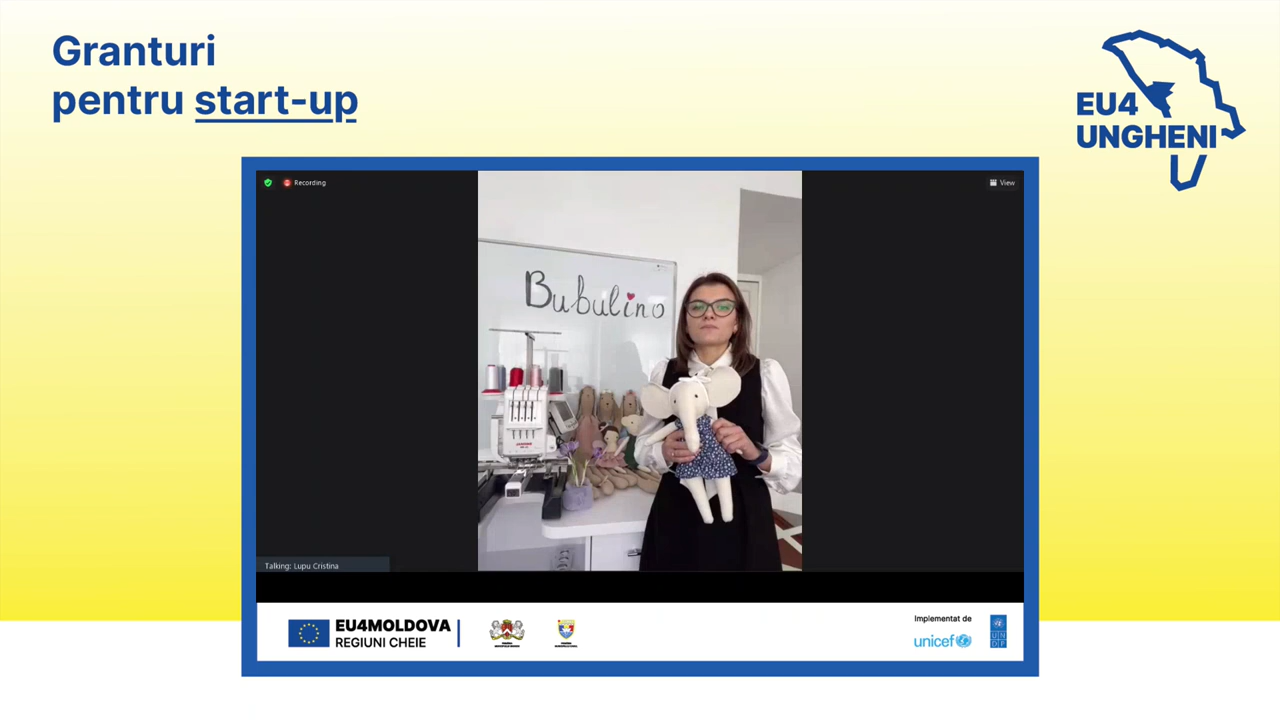 Granturi
pentru start-up
EU4
UNGHENI
Recording
View
Bubulino
Talking: Lupu Cristina
EU4MOLDOVA
REGIUNI CHEIE
Implementat de
unicef
U N
D P